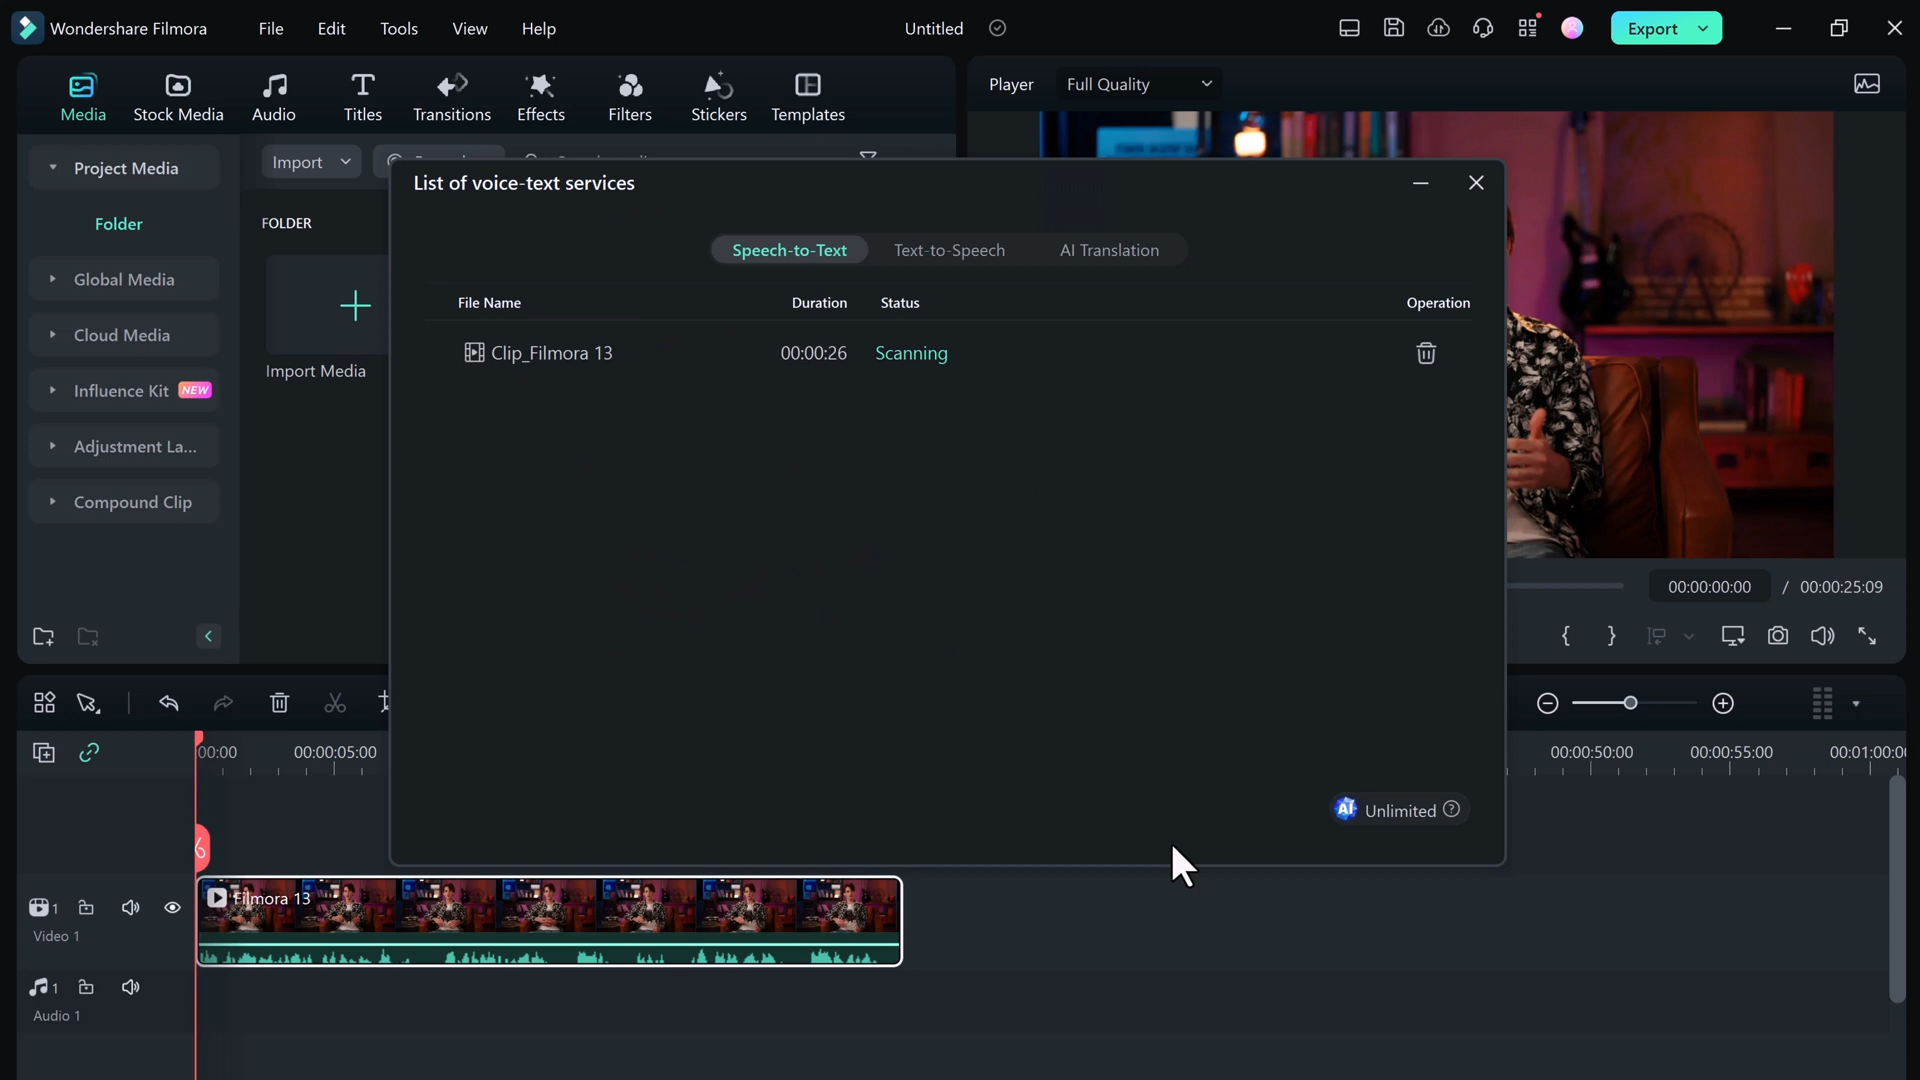 Wondershare Filmora
File
Edit
Tools
View
Help
Untitled
Export
Media
Stock Media
Audio
Titles
Transitions
Effects
Filters
Stickers
Templates
Player
Full Quality
Project Media
Folder
Global Media
Cloud Media
Influence Kit NEW
Adjustment La...
Compound Clip
Import
FOLDER
Import Media
List of voice-text services
Speech-to-Text
Text-to-Speech
AI Translation
File Name
Duration
Status
Operation
Clip_Filmora 13
00:00:26
Scanning
AI Unlimited ?
00:00:00:00 / 00:00:25:09
00:00
00:00:05:00
00:00:50:00
00:00:55:00
00:01:00:0
Filmora 13
1
Video 1
1
Audio 1